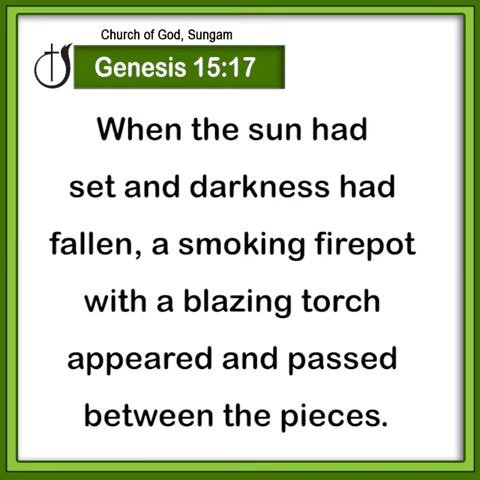 Church of God, Sungam
Genesis 15:17
When the sun had
set and darkness had
fallen, a smoking firepot
with a blazing torch
appeared and passed
between the pieces.